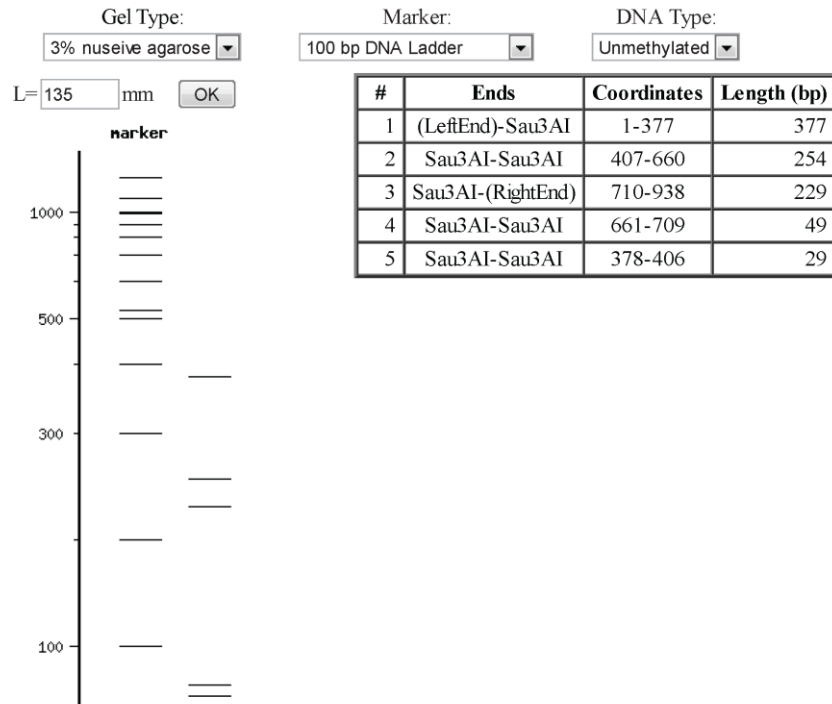 Gel Type: Marker: DNA Type:
3% nuseive agarose 100 bp DNA Ladder Unmethylated
L= 135 mm OK
marker
# Ends Coordinates Length (bp)
1 (LeftEnd)-Sau3AI 1-377 377
2 Sau3AI-Sau3AI 407-660 254
3 Sau3AI-(RightEnd) 710-938 229
4 Sau3AI-Sau3AI 661-709 49
5 Sau3AI-Sau3AI 378-406 29
1000
500
300
100